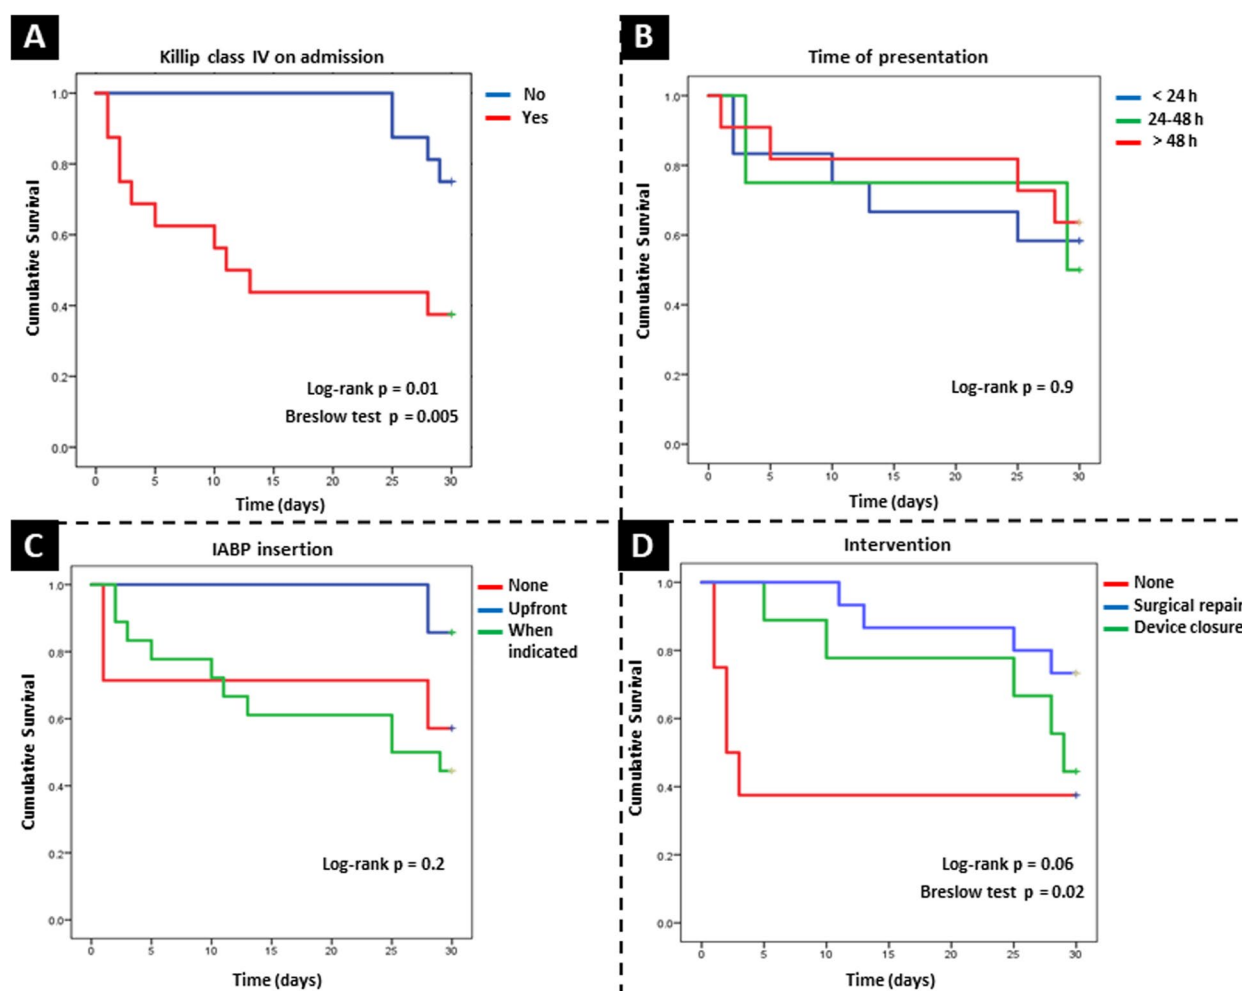 A
Killip class IV on admission
No
Yes
Cumulative Survival
1.0
0.8
0.6
0.4
0.2
0.0
Log-rank p = 0.01
Breslow test p = 0.005
0 5 10 15 20 25 30
Time (days)
B
Time of presentation
< 24 h
24-48 h
> 48 h
Cumulative Survival
1.0
0.8
0.6
0.4
0.2
0.0
Log-rank p = 0.9
0 5 10 15 20 25 30
Time (days)
C
IABP insertion
None
Upfront
When
indicated
Cumulative Survival
1.0
0.8
0.6
0.4
0.2
0.0
Log-rank p = 0.2
0 5 10 15 20 25 30
Time (days)
D
Intervention
None
Surgical repair
Device closure
Cumulative Survival
1.0
0.8
0.6
0.4
0.2
0.0
Log-rank p = 0.06
Breslow test p = 0.02
0 5 10 15 20 25 30
Time (days)